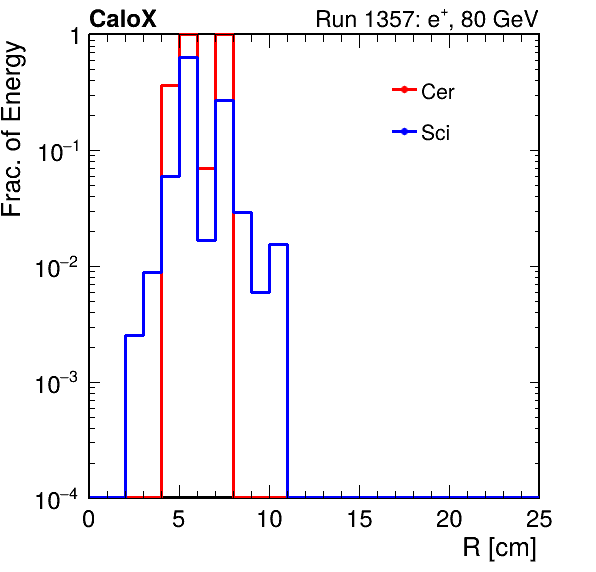 CaloX Run 1357: e⁺, 80 GeV
Frac. of Energy
1
10⁻¹
10⁻²
10⁻³
10⁻⁴
Cer
Sci
0 5 10 15 20 25
R [cm]